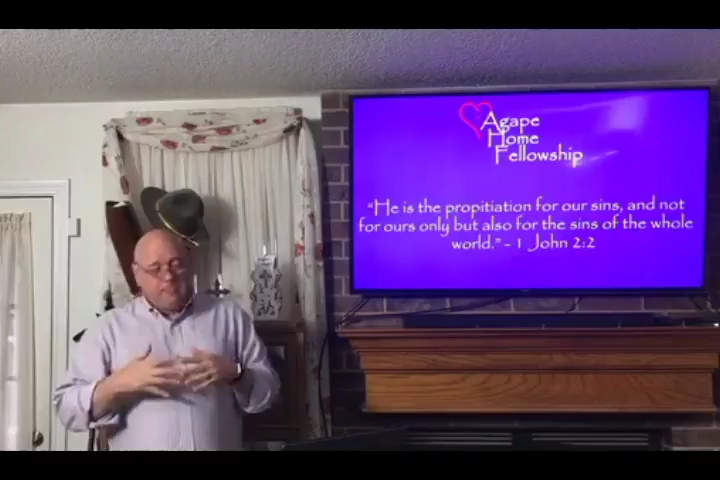 Agape
Home
Fellowship
“He is the propitiation for our sins, and not
for ours only but also for the sins of the whole
world.” - 1 John 2:2